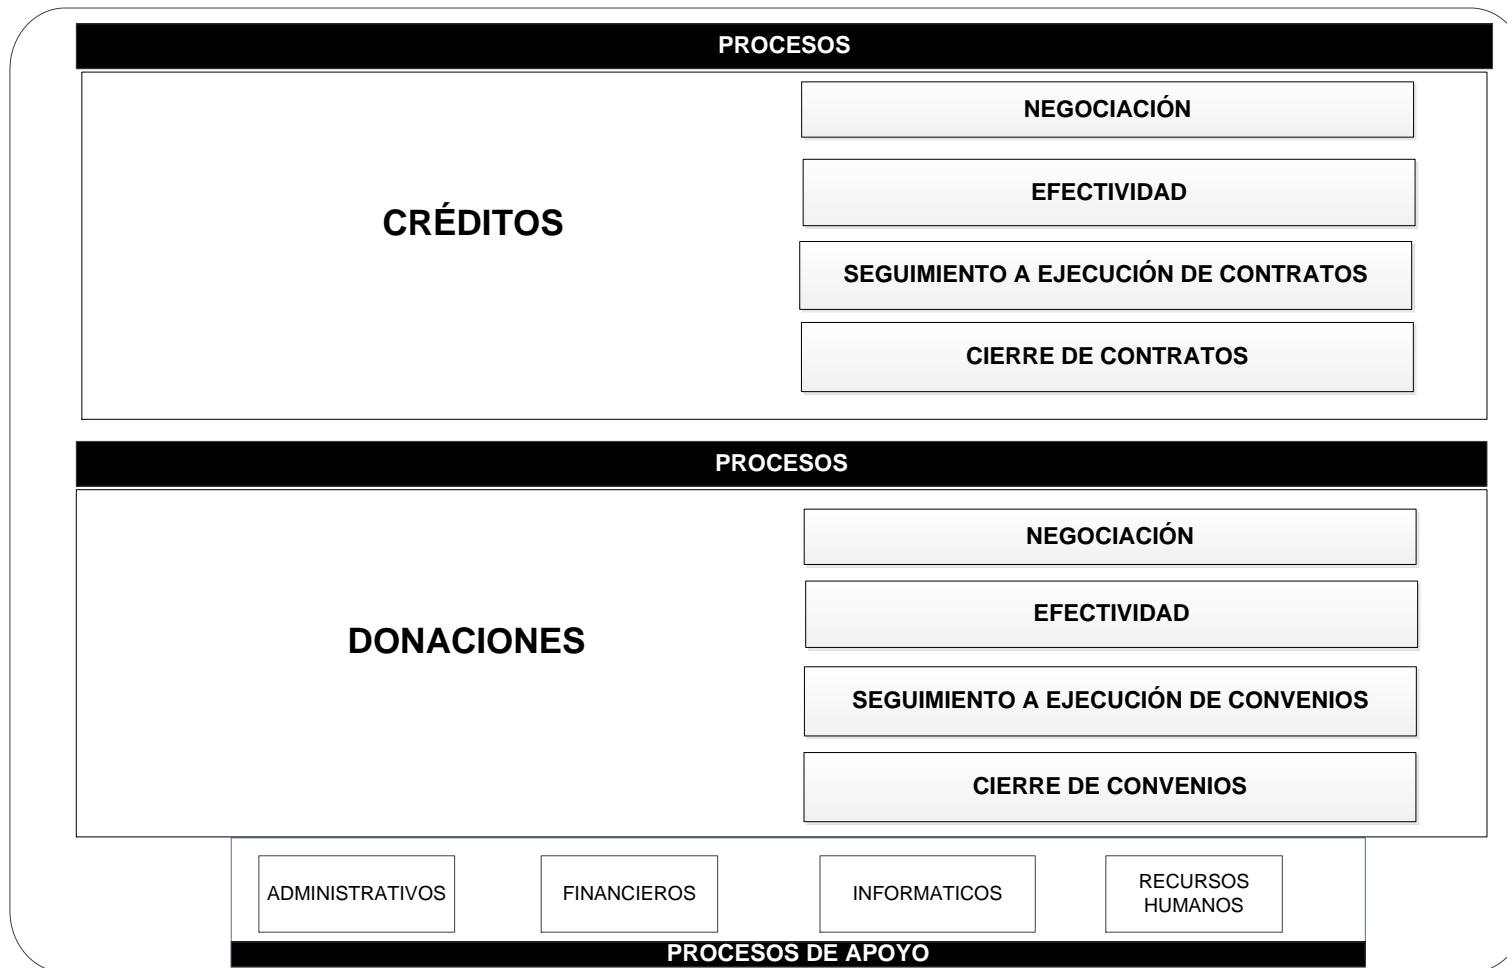 PROCESOS
CRÉDITOS
NEGOCIACIÓN
EFECTIVIDAD
SEGUIMIENTO A EJECUCIÓN DE CONTRATOS
CIERRE DE CONTRATOS
PROCESOS
DONACIONES
NEGOCIACIÓN
EFECTIVIDAD
SEGUIMIENTO A EJECUCIÓN DE CONVENIOS
CIERRE DE CONVENIOS
ADMINISTRATIVOS
FINANCIEROS
INFORMATICOS
RECURSOS
HUMANOS
PROCESOS DE APOYO